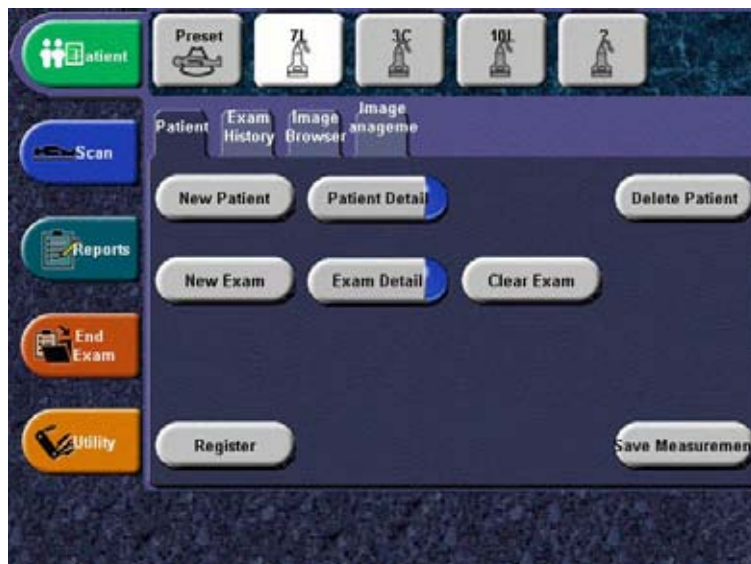 Preset
7L
3C
10L
?
Patient
Scan
Reports
End
Exam
Utility
Patient
Exam
History
Image
Browser
Image
anageme
New Patient
Patient Detail
Delete Patient
New Exam
Exam Detail
Clear Exam
Register
Save Measuremen